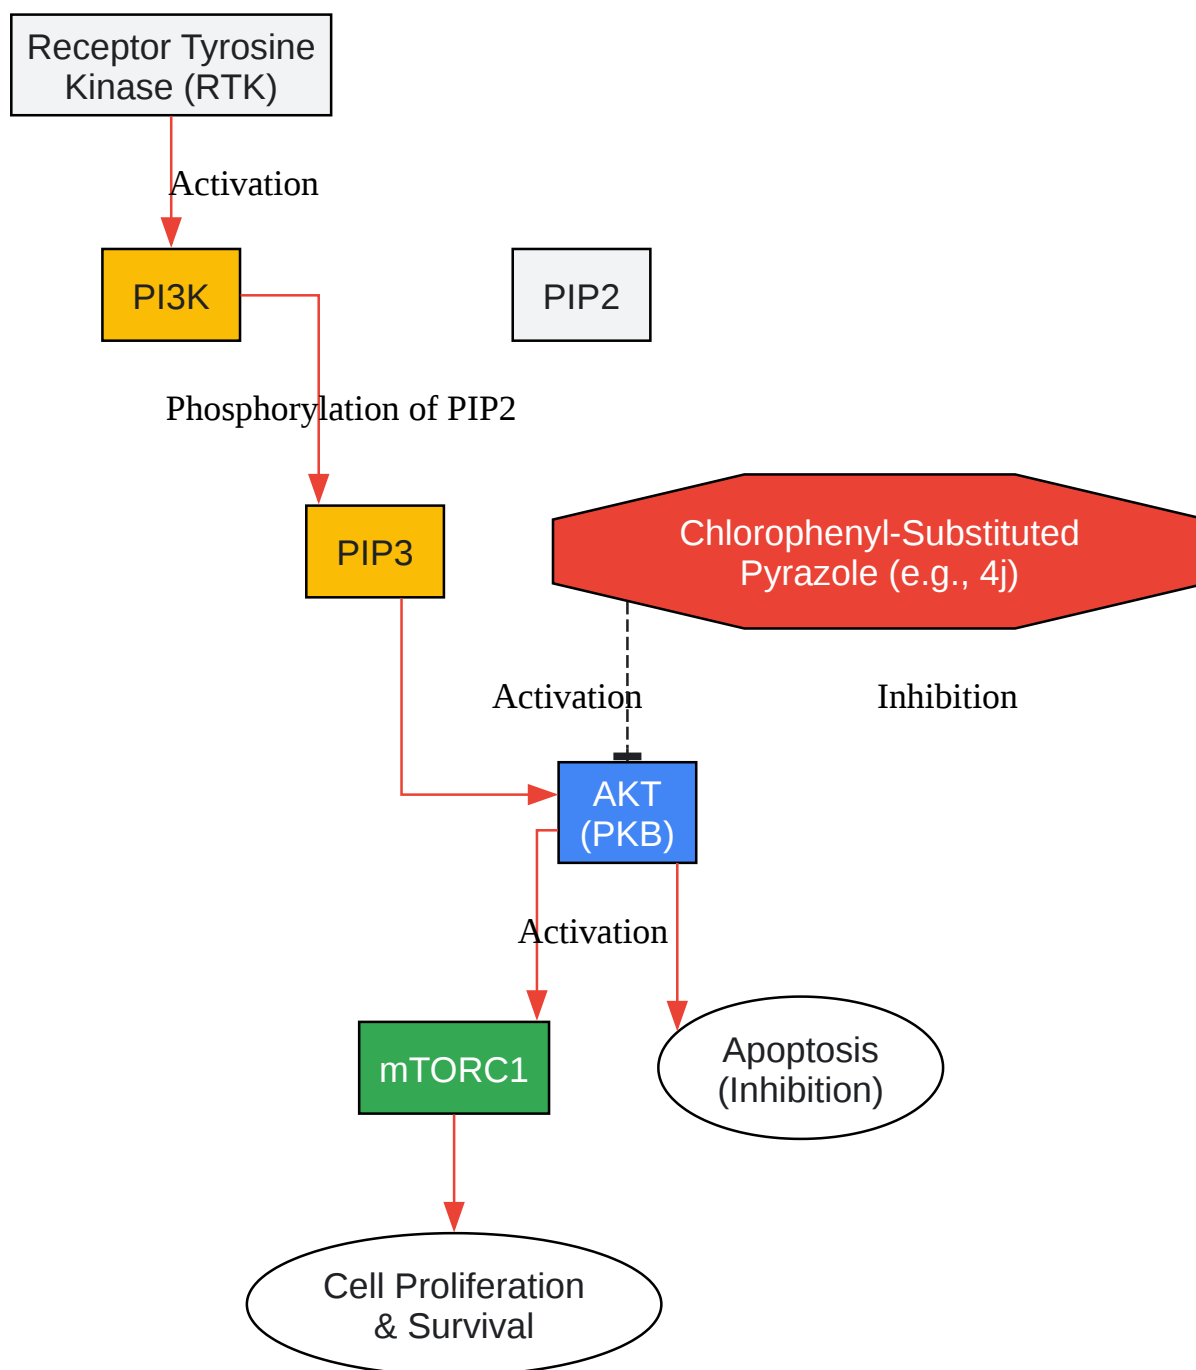 Receptor Tyrosine
Kinase (RTK)
Activation
PI3K
PIP2
Phosphorylation of PIP2
PIP3
Chlorophenyl-Substituted
Pyrazole (e.g., 4j)
Activation
Inhibition
AKT
(PKB)
Activation
mTORC1
Apoptosis
(Inhibition)
Cell Proliferation
& Survival